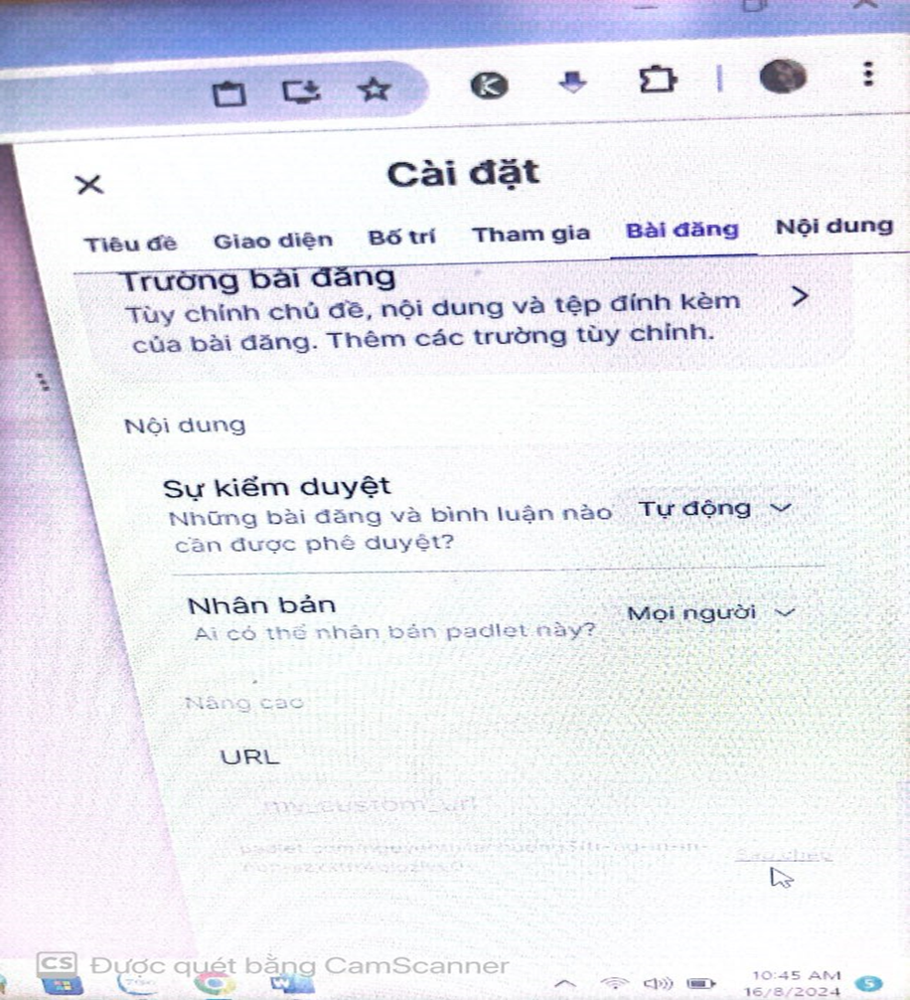 Cài đặt
Tiêu đề Giao diện Bố trí Tham gia Bài đăng Nội dung
Trường bài đăng
Tùy chỉnh chủ đề, nội dung và tệp đính kèm
của bài đăng. Thêm các trường tùy chỉnh.
Nội dung
Sự kiểm duyệt
Những bài đăng và bình luận nào
cần được phê duyệt?
Tự động
Nhân bản
Ai có thể nhân bản padlet này?
Mọi người
Nâng cao
URL
my_custom_url
Sao chép
CS Được quét bằng CamScanner
10:45 AM
16/8/2024
5